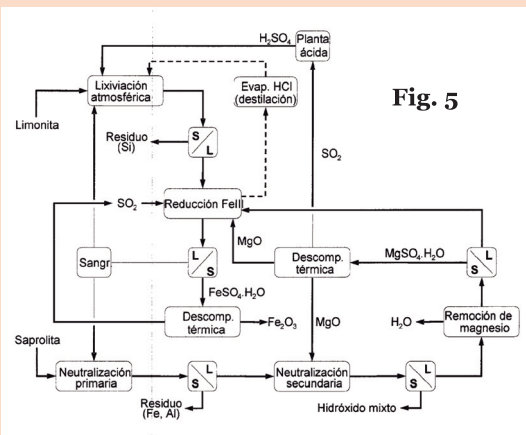 H₂SO₄
Planta
ácida
Lixiviación
atmosférica
Evap. HCl
(destilación)
Fig. 5
Limonita
Residuo
(Si)
S
L
SO₂
SO₂
Reducción FeIII
MgO
Sangr
L
S
Descomp.
térmica
MgSO₄.H₂O
S
L
FeSO₄.H₂O
Descomp.
térmica
Fe₂O₃
MgO
H₂O
Remoción de
magnesio
Saprolita
Neutralización
primaria
S
L
Neutralización
secundaria
L
S
Residuo
(Fe, Al)
Hidróxido mixto